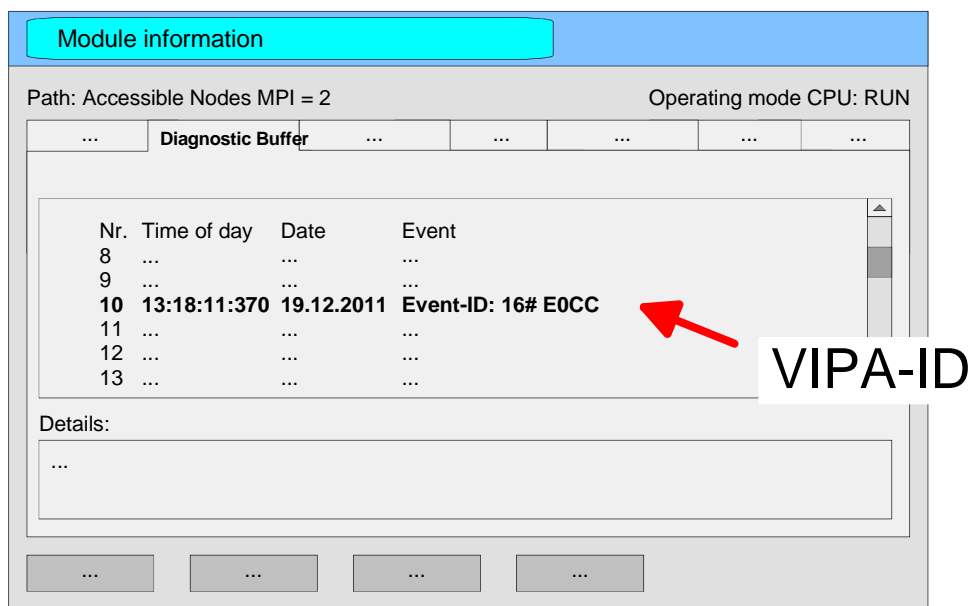 Module information
Path: Accessible Nodes MPI = 2 Operating mode CPU: RUN
... Diagnostic Buffer ... ... ... ... ...
Nr. Time of day Date Event
8 ... ... ...
9 ... ... ...
10 13:18:11:370 19.12.2011 Event-ID: 16# E0CC
11 ... ... ...
12 ... ... ...
13 ... ... ...
VIPA-ID
Details:
...
... ... ... ...